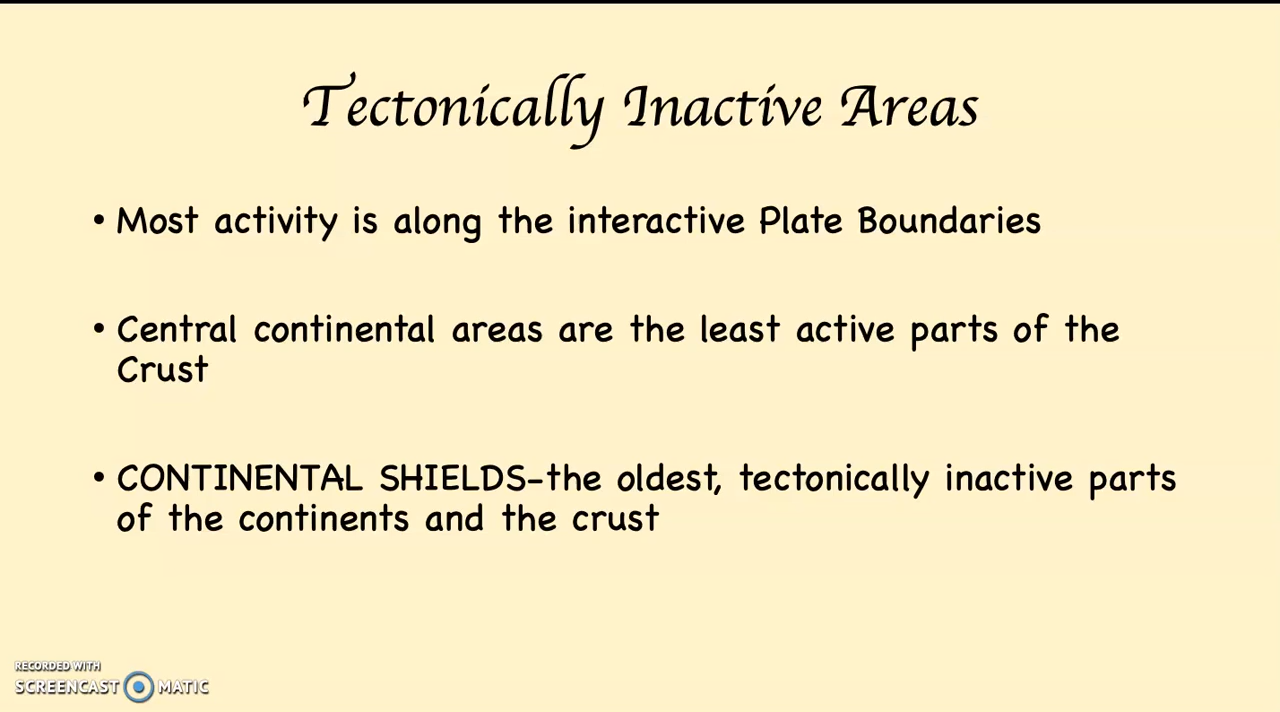 Tectonically Inactive Areas
• Most activity is along the interactive Plate Boundaries
• Central continental areas are the least active parts of the
Crust
• CONTINENTAL SHIELDS-the oldest, tectonically inactive parts
of the continents and the crust
RECORDED WITH
SCREENCAST MATIC